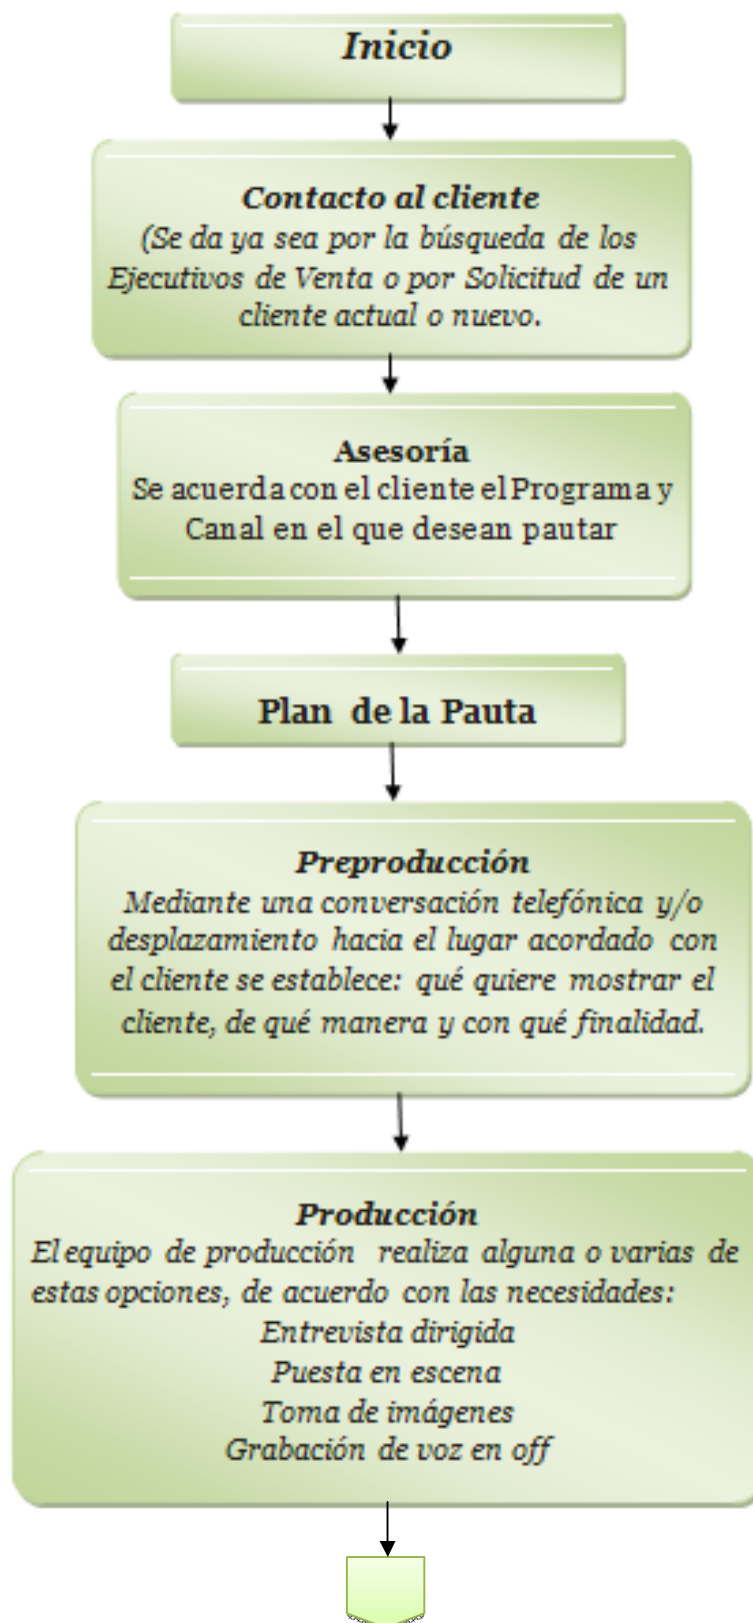 Inicio
Contacto al cliente
(Se da ya sea por la búsqueda de los
Ejecutivos de Venta o por Solicitud de un
cliente actual o nuevo.
Asesoría
Se acuerda con el cliente el Programa y
Canal en el que desean pautar
Plan de la Pauta
Preproducción
Mediante una conversación telefónica y/o
desplazamiento hacia el lugar acordado con
el cliente se establece: qué quiere mostrar el
cliente, de qué manera y con qué finalidad.
Producción
El equipo de producción realiza alguna o varias de
estas opciones, de acuerdo con las necesidades:
Entrevista dirigida
Puesta en escena
Toma de imágenes
Grabación de voz en off